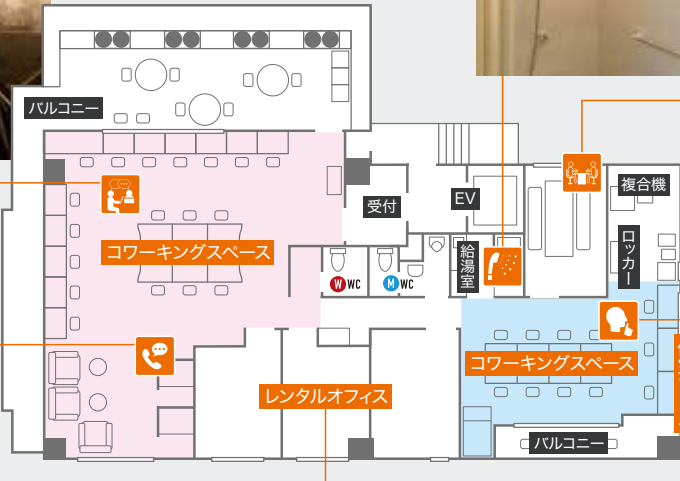 バルコニー
受付
EV
複合機
コワーキングスペース
給湯室
ロッカー
W WC
M WC
コワーキングスペース
レンタルオフィス
バルコニー